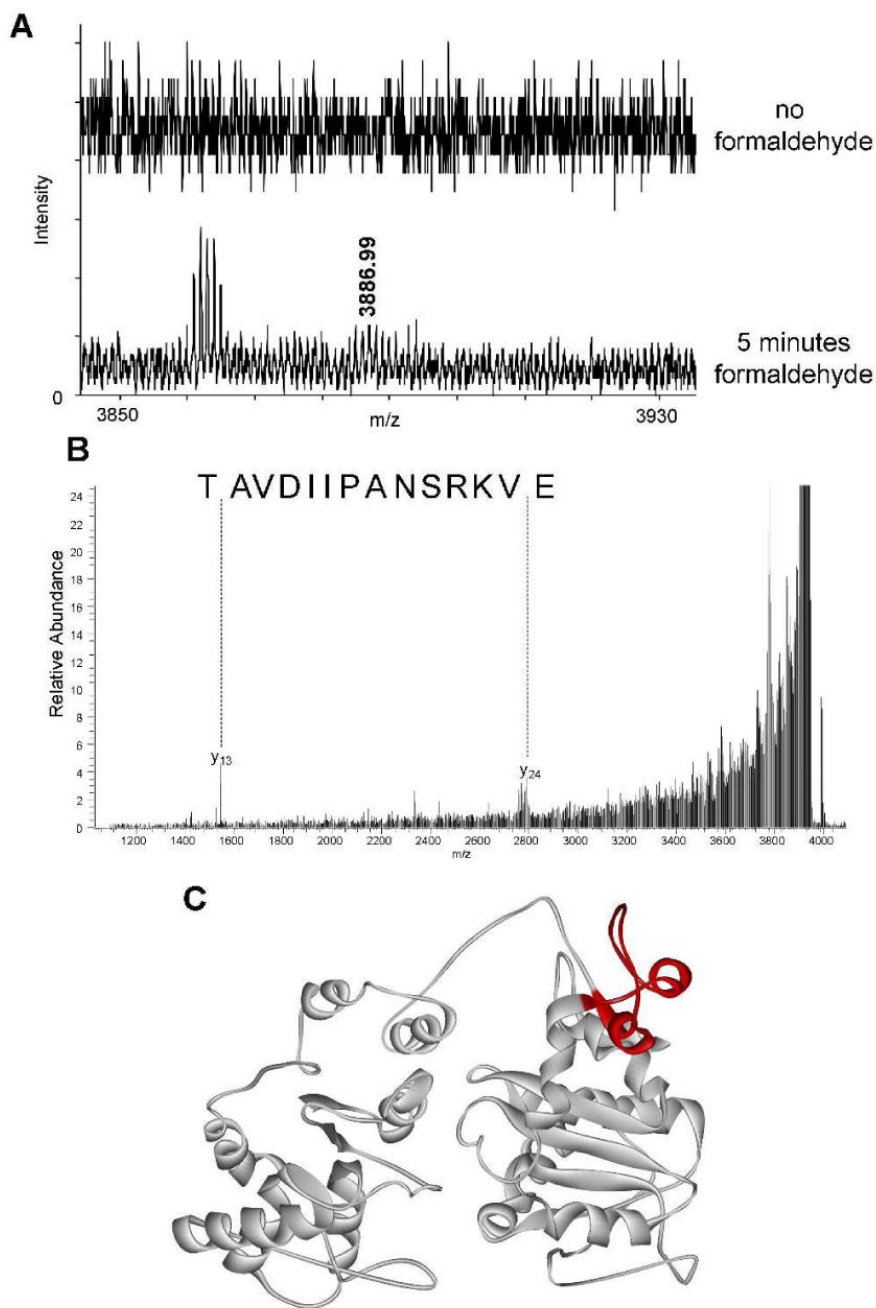 A
no
formaldehyde
Intensity
3886.99
5 minutes
formaldehyde
0
3850
m/z
3930
B
T AVDIIPANSRKV E
24
22
20
18
16
14
12
10
8
6
4
2
0
Relative Abundance
y13
y24
1200 1400 1600 1800 2000 2200 2400 2600 2800 3000 3200 3400 3600 3800 4000
m/z
C